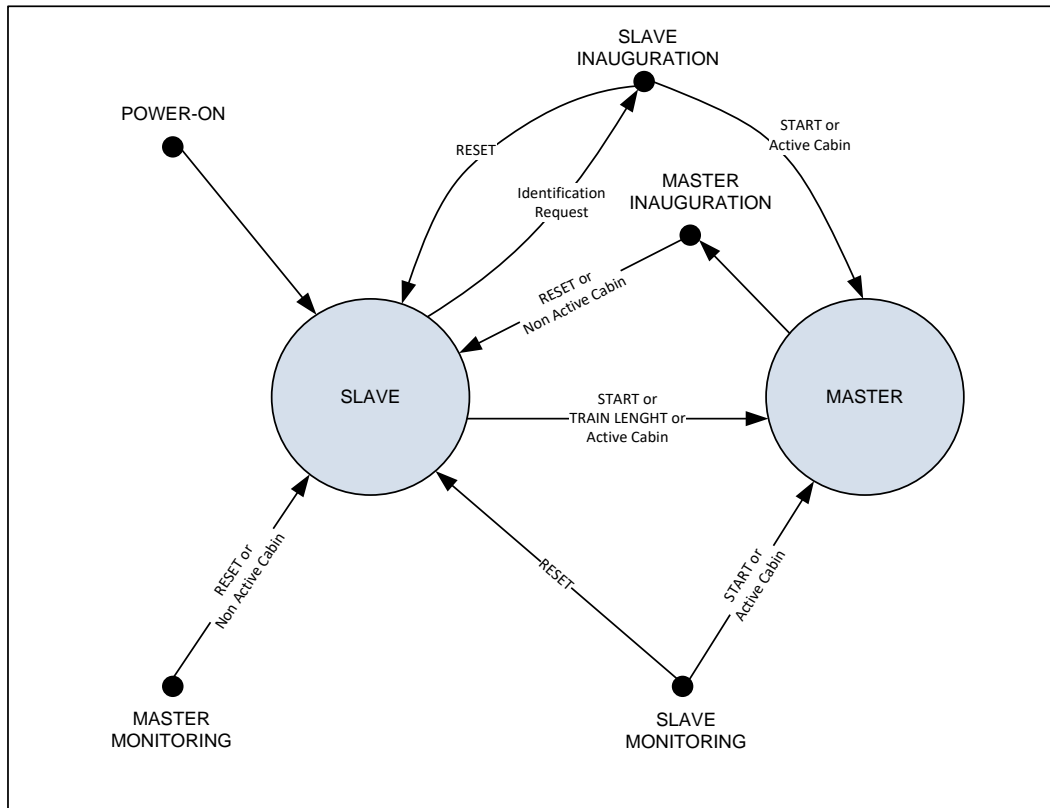 SLAVE
INAUGURATION
POWER-ON
START or
Active Cabin
RESET
MASTER
INAUGURATION
Identification
Request
RESET or
Non Active Cabin
SLAVE
START or
TRAIN LENGHT or
Active Cabin
MASTER
RESET or
Non Active Cabin
RESET
START or
Active Cabin
MASTER
MONITORING
SLAVE
MONITORING